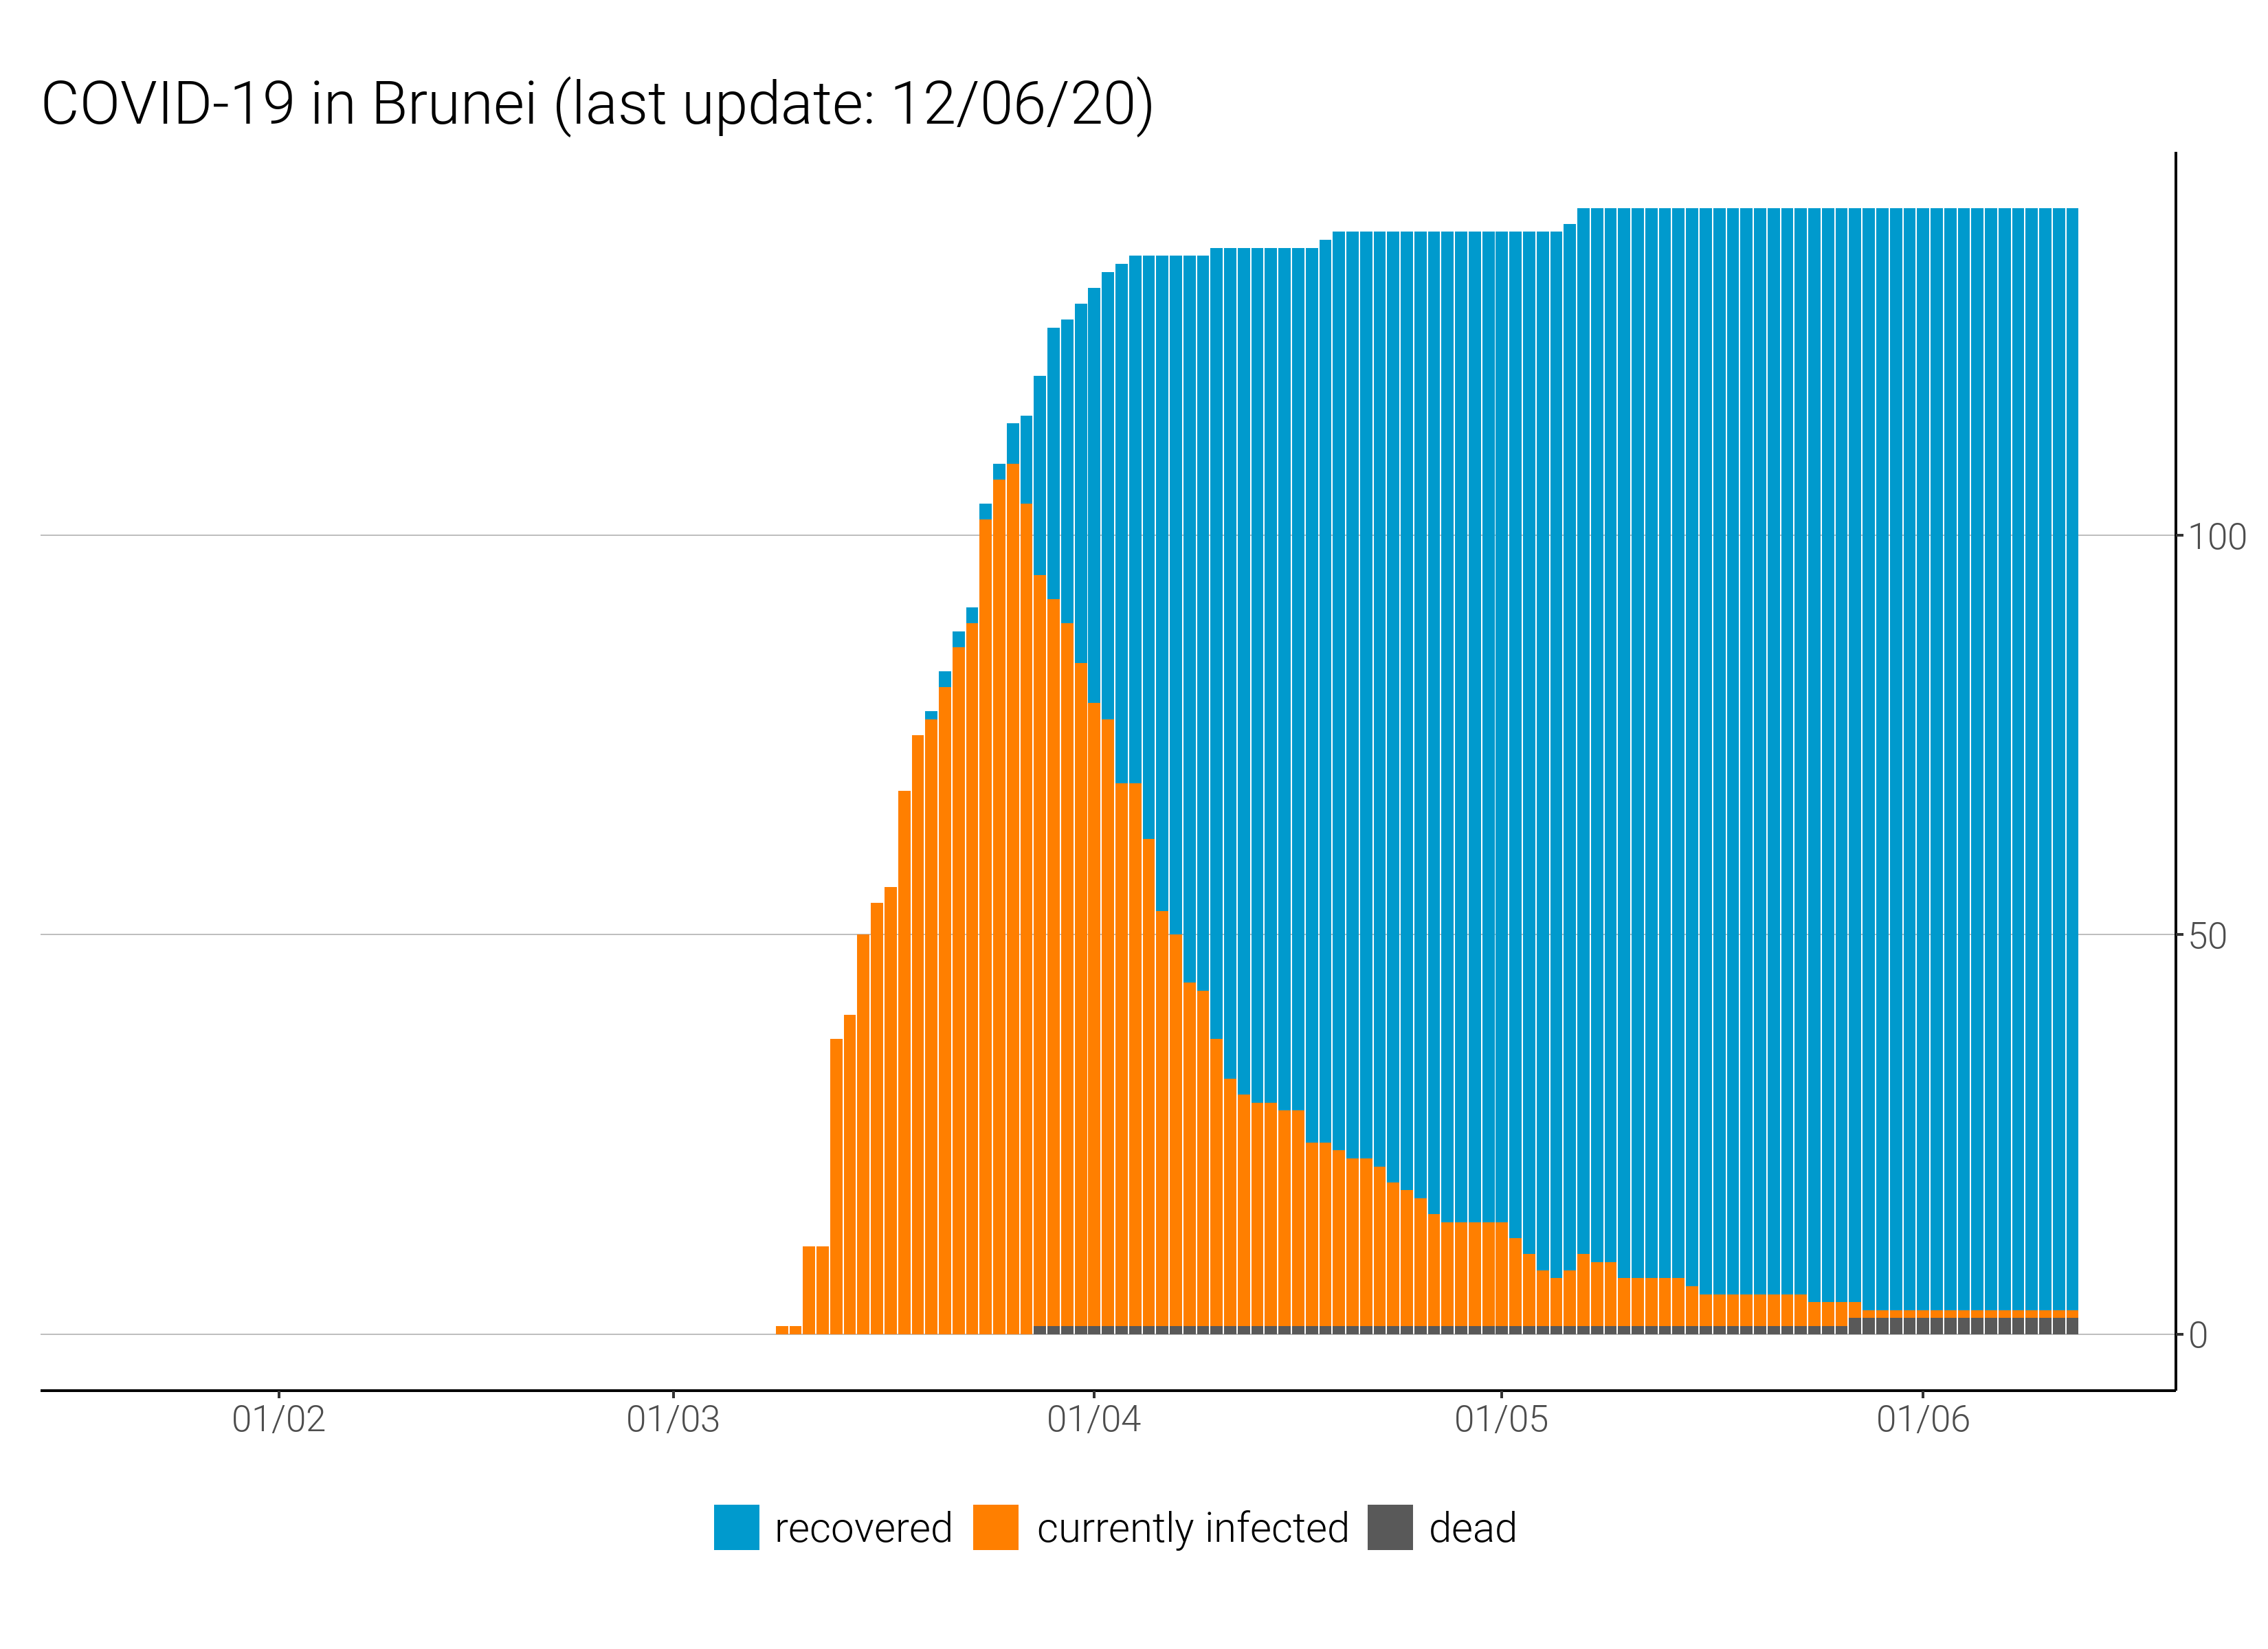 COVID-19 in Brunei (last update: 12/06/20)
100
50
0
01/02 01/03 01/04 01/05 01/06
recovered currently infected dead